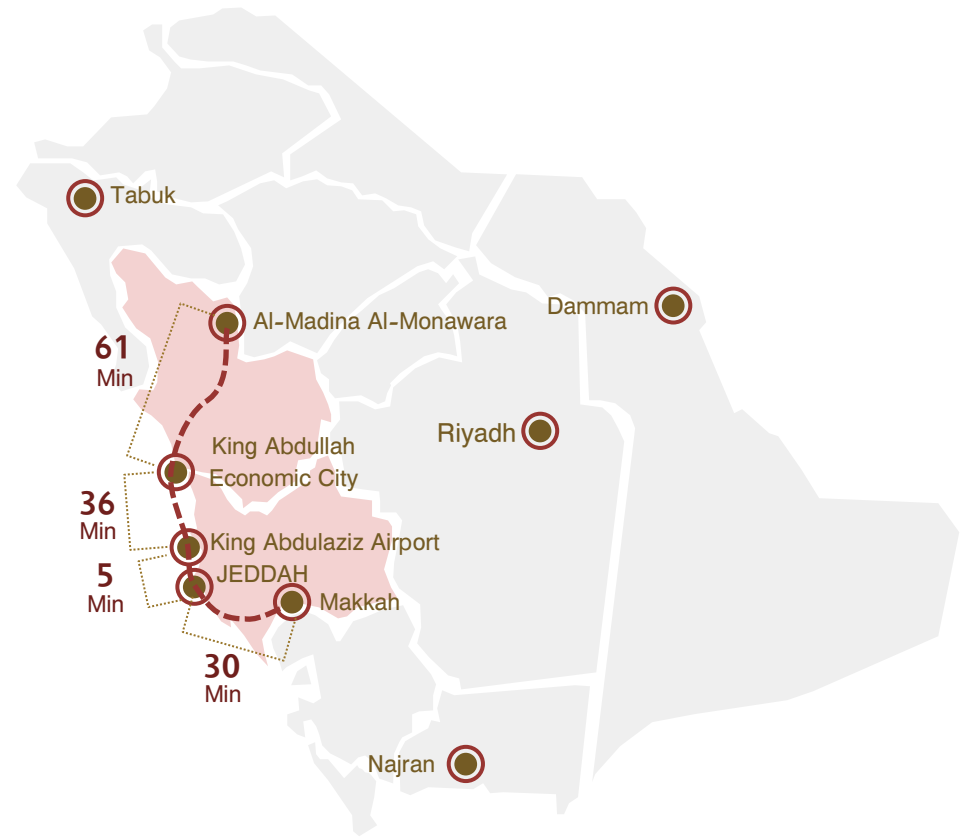 Tabuk
Al-Madina Al-Monawara
Dammam
61
Min
Riyadh
King Abdullah
Economic City
36
Min
King Abdulaziz Airport
JEDDAH
5
Min
Makkah
30
Min
Najran